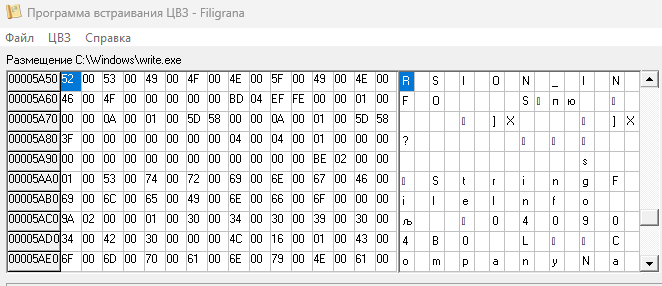 Программа встраивания ЦВЗ - Filigrana
Файл ЦВЗ Справка
Размещение C:\Windows\write.exe
00005A50 52 00 53 00 49 00 4F 00 4E 00 5F 00 49 00 4E 00 R S I O N _ I N
00005A60 46 00 4F 00 00 00 00 00 BD 04 EF FE 00 00 01 00 F O Ѕ п ю
00005A70 00 00 0A 00 01 00 5D 58 00 00 0A 00 01 00 5D 58 ] X ] X
00005A80 3F 00 00 00 00 00 00 00 04 00 04 00 01 00 00 00 ?
00005A90 00 00 00 00 00 00 00 00 00 00 00 00 BE 02 00 00 ѕ
00005AA0 01 00 53 00 74 00 72 00 69 00 6E 00 67 00 46 00 S t r i n g F
00005AB0 69 00 6C 00 65 00 49 00 6E 00 66 00 6F 00 00 00 i l e I n f o
00005AC0 9A 02 00 00 01 00 30 00 34 00 30 00 39 00 30 00 љ 0 4 0 9 0
00005AD0 34 00 42 00 30 00 00 00 4C 00 16 00 01 00 43 00 4 B 0 L C
00005AE0 6F 00 6D 00 70 00 61 00 6E 00 79 00 4E 00 61 00 o m p a n y N a